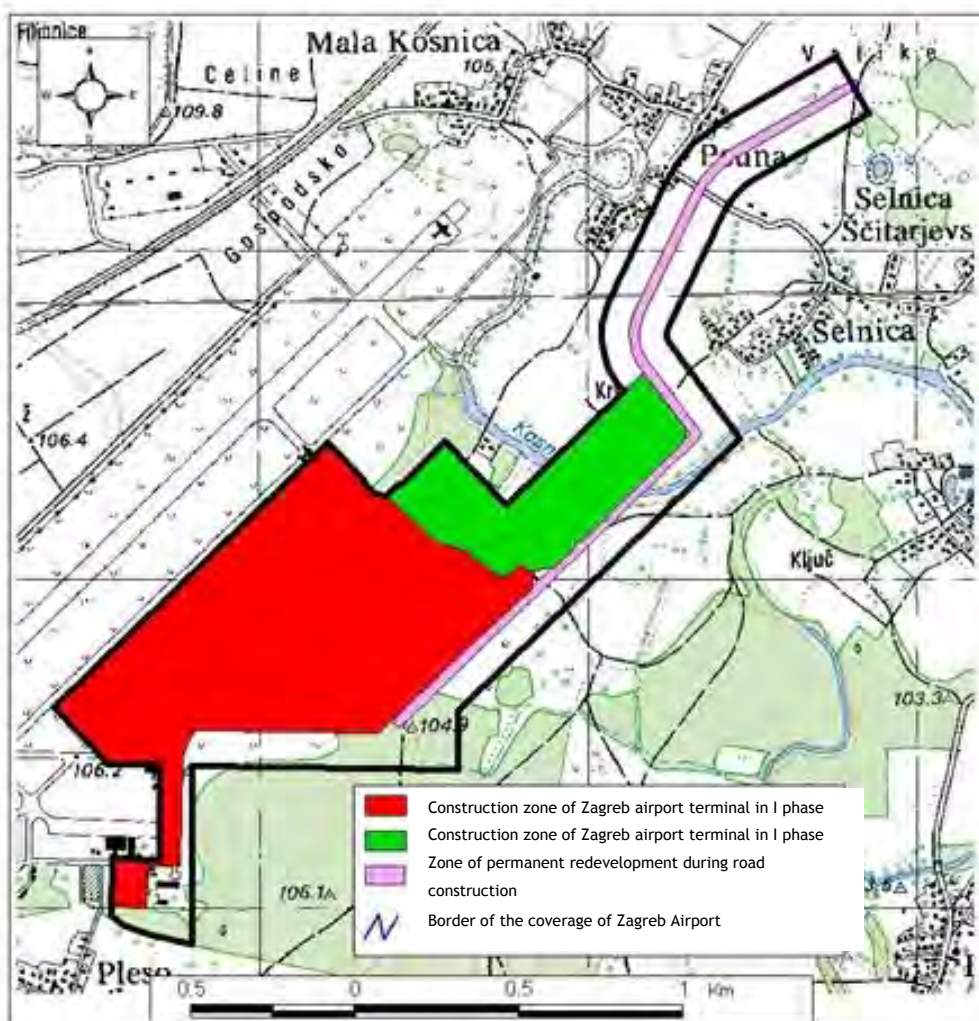 Mala Kosnica
105.1
V e l i k e
Celine
109.8
Gospodsko
Selnica
Ščitarjevs
Selnica
Kr
Kosn
Ž
106.4
Ključ
103.3
104.9
106.2
Construction zone of Zagreb airport terminal in I phase
Construction zone of Zagreb airport terminal in I phase
Zone of permanent redevelopment during road
construction
106.1
Border of the coverage of Zagreb Airport
Pleso
0.5 0 0.5 1 Km